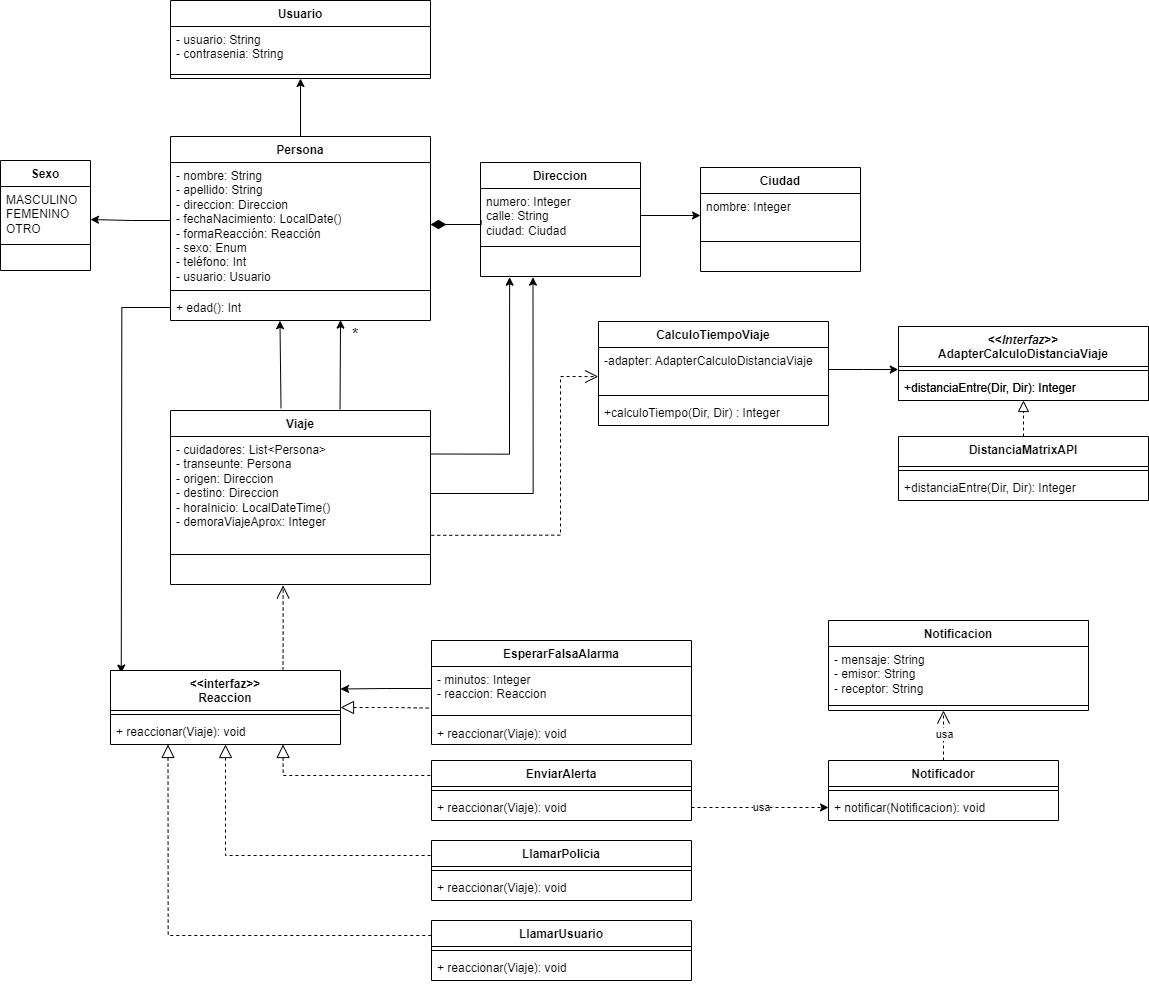 Usuario
- usuario: String
- contrasenia: String
Persona
- nombre: String
- apellido: String
- direccion: Direccion
- fechaNacimiento: LocalDate()
- formaReacción: Reacción
- sexo: Enum
- teléfono: Int
- usuario: Usuario
+ edad(): Int
Sexo
MASCULINO
FEMENINO
OTRO
Direccion
numero: Integer
calle: String
ciudad: Ciudad
Ciudad
nombre: Integer
*
CalculoTiempoViaje
-adapter: AdapterCalculoDistanciaViaje
+calculoTiempo(Dir, Dir) : Integer
<<Interfaz>>
AdapterCalculoDistanciaViaje
+distanciaEntre(Dir, Dir): Integer
DistanciaMatrixAPI
+distanciaEntre(Dir, Dir): Integer
Viaje
- cuidadores: List<Persona>
- transeunte: Persona
- origen: Direccion
- destino: Direccion
- horaInicio: LocalDateTime()
- demoraViajeAprox: Integer
<<interfaz>>
Reaccion
+ reaccionar(Viaje): void
EsperarFalsaAlarma
- minutos: Integer
- reaccion: Reaccion
+ reaccionar(Viaje): void
Notificacion
- mensaje: String
- emisor: String
- receptor: String
usa
EnviarAlerta
+ reaccionar(Viaje): void
usa
Notificador
+ notificar(Notificacion): void
LlamarPolicia
+ reaccionar(Viaje): void
LlamarUsuario
+ reaccionar(Viaje): void